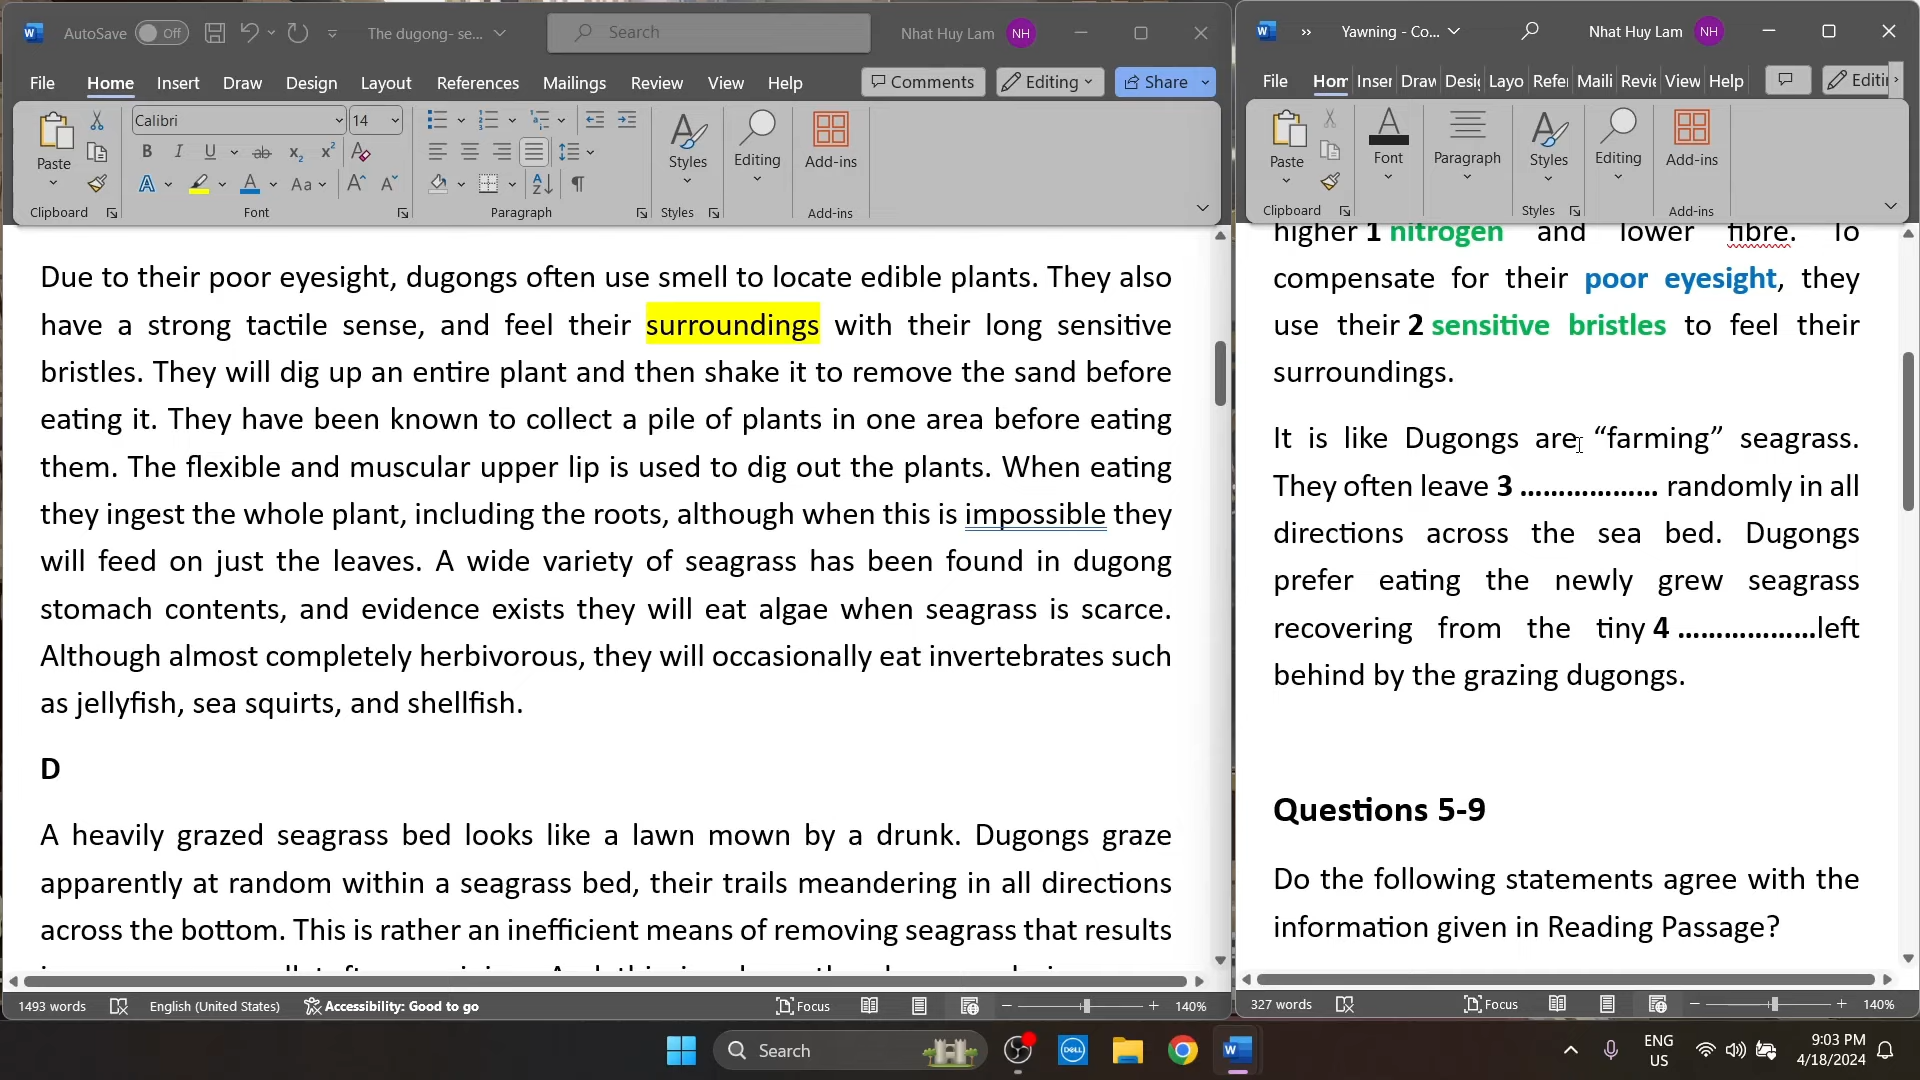 AutoSave Off The dugong- se... Search Nhat Huy Lam NH
File Home Insert Draw Design Layout References Mailings Review View Help Comments Editing Share
Calibri 14
Paste
B I U ab x₂ x²
Styles Editing Add-ins
A A Aa A A
Clipboard Font Paragraph Styles Add-ins
Due to their poor eyesight, dugongs often use smell to locate edible plants. They also
have a strong tactile sense, and feel their surroundings with their long sensitive
bristles. They will dig up an entire plant and then shake it to remove the sand before
eating it. They have been known to collect a pile of plants in one area before eating
them. The flexible and muscular upper lip is used to dig out the plants. When eating
they ingest the whole plant, including the roots, although when this is impossible they
will feed on just the leaves. A wide variety of seagrass has been found in dugong
stomach contents, and evidence exists they will eat algae when seagrass is scarce.
Although almost completely herbivorous, they will occasionally eat invertebrates such
as jellyfish, sea squirts, and shellfish.
D
A heavily grazed seagrass bed looks like a lawn mown by a drunk. Dugongs graze
apparently at random within a seagrass bed, their trails meandering in all directions
across the bottom. This is rather an inefficient means of removing seagrass that results
1493 words English (United States) Accessibility: Good to go Focus 140%
Yawning - Co... Nhat Huy Lam NH
File Hon Inser Draw Desig Layo Refer Maili Revie View Help Editi
Paste Font Paragraph Styles Editing Add-ins
Clipboard Styles Add-ins
higher 1 nitrogen and lower fibre. To
compensate for their poor eyesight, they
use their 2 sensitive bristles to feel their
surroundings.
It is like Dugongs are “farming” seagrass.
They often leave 3 .................. randomly in all
directions across the sea bed. Dugongs
prefer eating the newly grew seagrass
recovering from the tiny 4 ..................left
behind by the grazing dugongs.
Questions 5-9
Do the following statements agree with the
information given in Reading Passage?
327 words Focus 140%
Search DELL ENG US 9:03 PM 4/18/2024